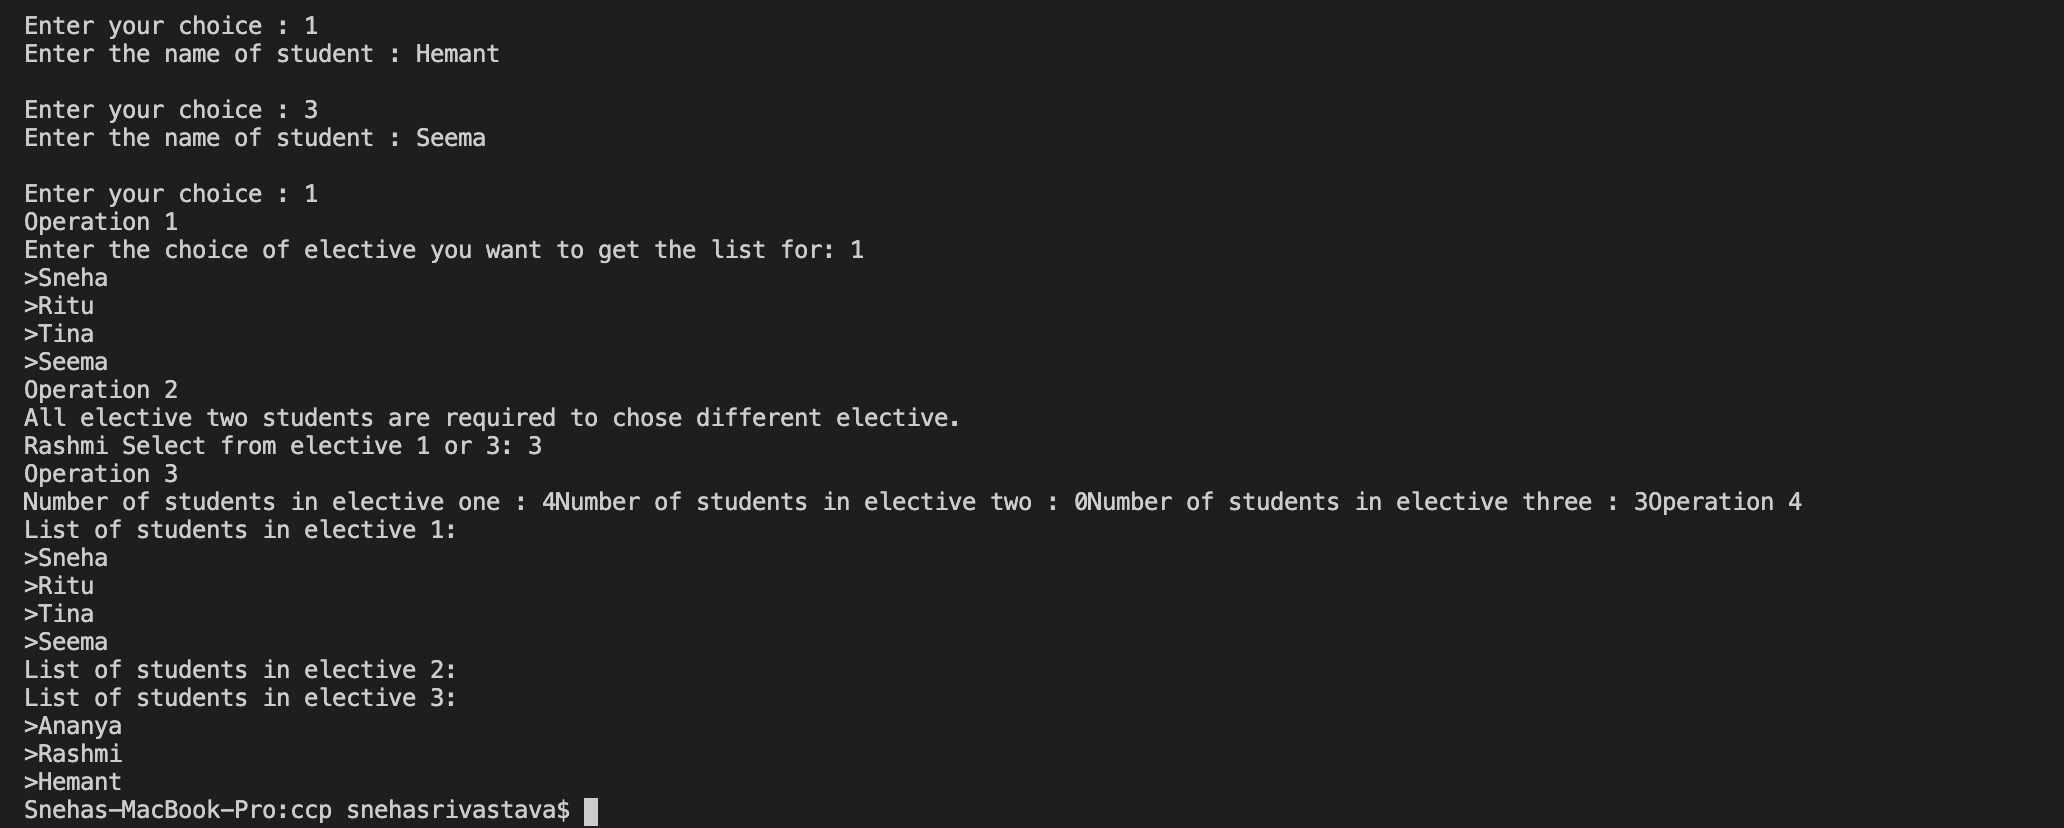 Enter your choice : 1
Enter the name of student : Hemant
Enter your choice : 3
Enter the name of student : Seema
Enter your choice : 1
Operation 1
Enter the choice of elective you want to get the list for: 1
>Sneha
>Ritu
>Tina
>Seema
Operation 2
All elective two students are required to chose different elective.
Rashmi Select from elective 1 or 3: 3
Operation 3
Number of students in elective one : 4Number of students in elective two : 0Number of students in elective three : 3Operation 4
List of students in elective 1:
>Sneha
>Ritu
>Tina
>Seema
List of students in elective 2:
List of students in elective 3:
>Ananya
>Rashmi
>Hemant
Snehas-MacBook-Pro:ccp snehasrivastava$